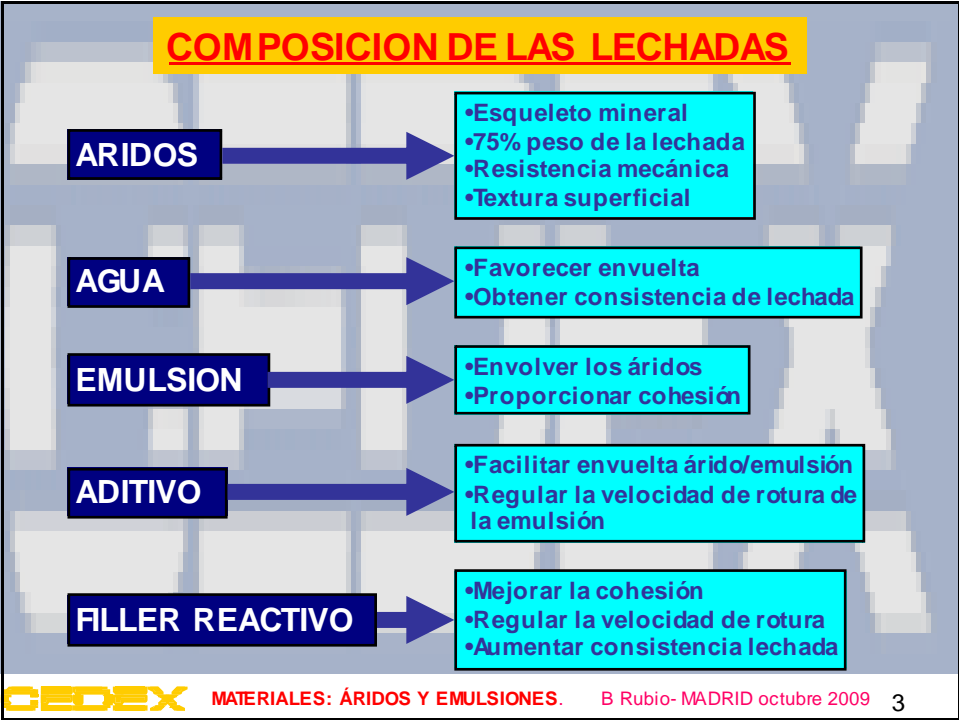 COMPOSICION DE LAS LECHADAS
ARIDOS
•Esqueleto mineral
•75% peso de la lechada
•Resistencia mecánica
•Textura superficial
AGUA
•Favorecer envuelta
•Obtener consistencia de lechada
EMULSION
•Envolver los áridos
•Proporcionar cohesión
ADITIVO
•Facilitar envuelta árido/emulsión
•Regular la velocidad de rotura de
la emulsión
FILLER REACTIVO
•Mejorar la cohesión
•Regular la velocidad de rotura
•Aumentar consistencia lechada
CEDEX MATERIALES: ÁRIDOS Y EMULSIONES. B Rubio- MADRID octubre 2009 3